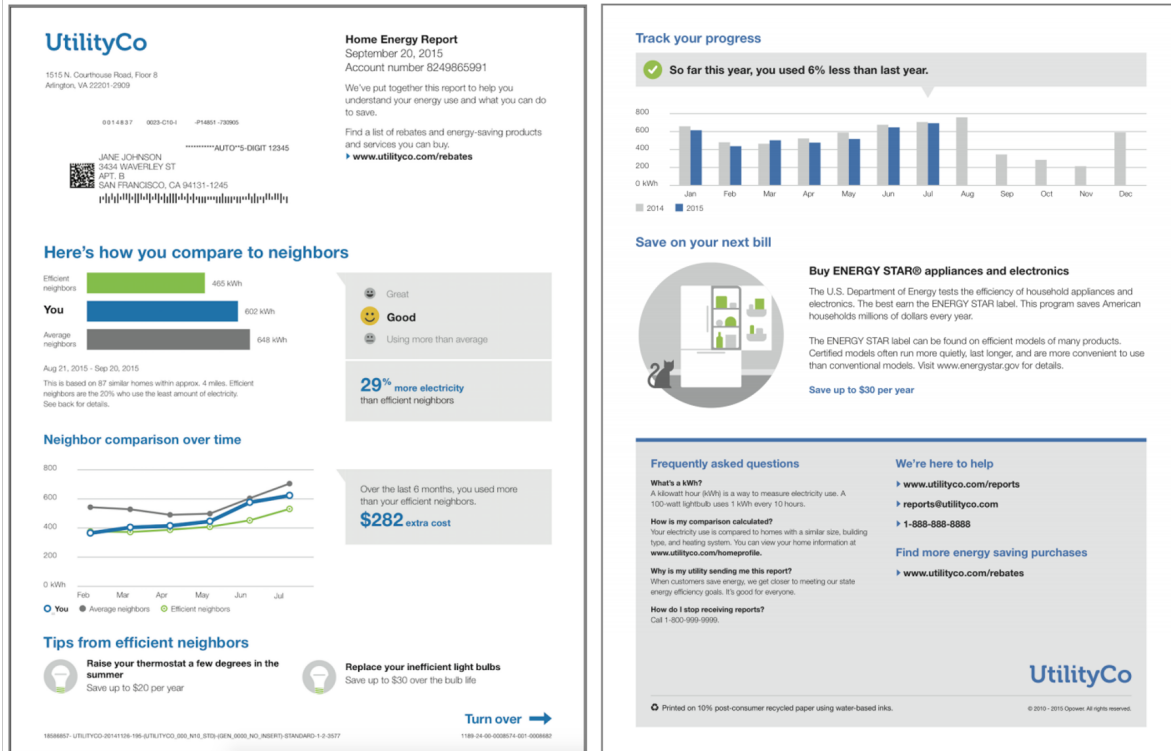 UtilityCo
1515 N. Courthouse Road, Floor 8
Arlington, VA 22201-2909
Home Energy Report
September 20, 2015
Account number 8249865991
We've put together this report to help you
understand your energy use and what you can do
to save.
Find a list of rebates and energy-saving products
and services you can buy.
www.utilityco.com/rebates
0014837 0023-C10-I -P14851 -730905
**********AUTO**5-DIGIT 12345
JANE JOHNSON
3434 WAVERLEY ST
APT. B
SAN FRANCISCO, CA 94131-1245
Here's how you compare to neighbors
Efficient
neighbors
465 kWh
You
602 kWh
Average
neighbors
648 kWh
Aug 21, 2015 - Sep 20, 2015
This is based on 87 similar homes within approx. 4 miles. Efficient
neighbors are the 20% who use the least amount of electricity.
See back for details.
Great
Good
Using more than average
29% more electricity
than efficient neighbors
Neighbor comparison over time
800
600
400
200
0 kWh
Feb Mar Apr May Jun Jul
You Average neighbors Efficient neighbors
Over the last 6 months, you used more
than your efficient neighbors.
$282 extra cost
Tips from efficient neighbors
Raise your thermostat a few degrees in the
summer
Save up to $20 per year
Replace your inefficient light bulbs
Save up to $30 over the bulb life
Turn over
18586657- UTILITYCO-20141126-195-(UTILITYCO_000_N10_STD)-(GEN_0000_NO_INSERT)-STANDARD-1-2-3577
1189-24-00-0008574-001-0008682
Track your progress
So far this year, you used 6% less than last year.
800
600
400
200
0 kWh
Jan Feb Mar Apr May Jun Jul Aug Sep Oct Nov Dec
2014 2015
Save on your next bill
Buy ENERGY STAR® appliances and electronics
The U.S. Department of Energy tests the efficiency of household appliances and
electronics. The best earn the ENERGY STAR label. This program saves American
households millions of dollars every year.
The ENERGY STAR label can be found on efficient models of many products.
Certified models often run more quietly, last longer, and are more convenient to use
than conventional models. Visit www.energystar.gov for details.
Save up to $30 per year
Frequently asked questions
What's a kWh?
A kilowatt hour (kWh) is a way to measure electricity use. A
100-watt lightbulb uses 1 kWh every 10 hours.
How is my comparison calculated?
Your electricity use is compared to homes with a similar size, building
type, and heating system. You can view your home information at
www.utilityco.com/homeprofile.
Why is my utility sending me this report?
When customers save energy, we get closer to meeting our state
energy efficiency goals. It's good for everyone.
How do I stop receiving reports?
Call 1-800-999-9999.
We're here to help
www.utilityco.com/reports
reports@utilityco.com
1-888-888-8888
Find more energy saving purchases
www.utilityco.com/rebates
UtilityCo
Printed on 10% post-consumer recycled paper using water-based inks.
© 2010 - 2015 Opower. All rights reserved.